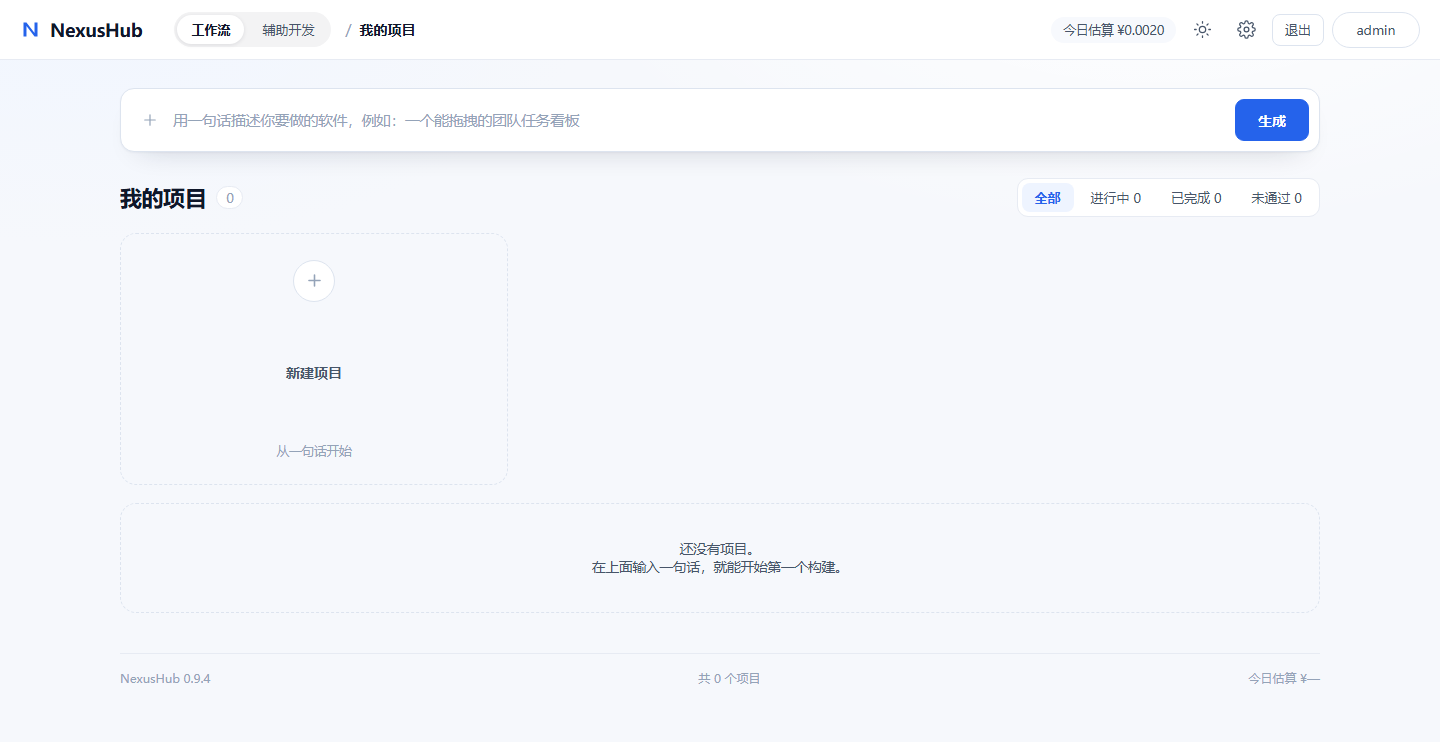 NexusHub
工作流
辅助开发
/ 我的项目
今日估算 ¥0.0020
退出
admin
用一句话描述你要做的软件，例如：一个能拖拽的团队任务看板
生成
我的项目 0
全部
进行中 0
已完成 0
未通过 0
新建项目
从一句话开始
还没有项目。
在上面输入一句话，就能开始第一个构建。
NexusHub 0.9.4
共 0 个项目
今日估算 ¥—